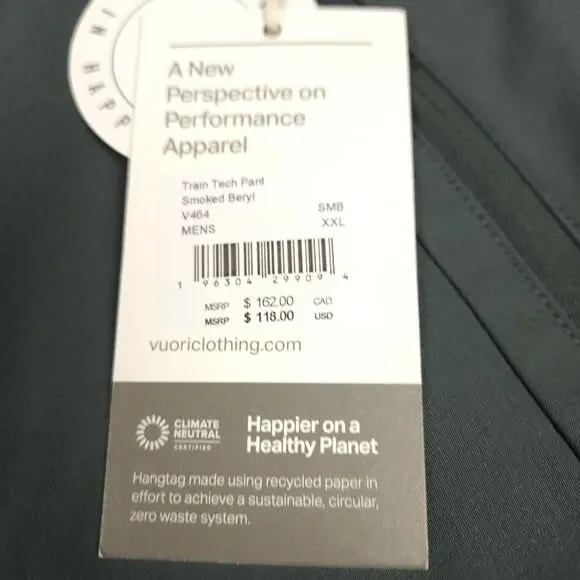 IN
HAPP
A New
Perspective on
Performance
Apparel
Train Tech Pant
Smoked Beryl
V464 SMB
MENS XXL
1 96304 29909 4
MSRP $ 162.00 CAD
MSRP $ 118.00 USD
vuoriclothing.com
CLIMATE
NEUTRAL
CERTIFIED
Happier on a
Healthy Planet
Hangtag made using recycled paper in
effort to achieve a sustainable, circular,
zero waste system.